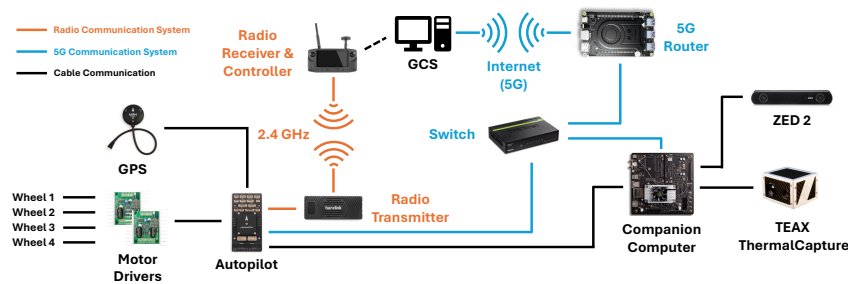 Radio Communication System
5G Communication System
Cable Communication
Radio
Receiver &
Controller
GCS
Internet
(5G)
5G
Router
2.4 GHz
Switch
ZED 2
GPS
Wheel 1
Wheel 2
Wheel 3
Wheel 4
Motor
Drivers
Autopilot
herelink
Radio
Transmitter
Companion
Computer
TEAX
ThermalCapture